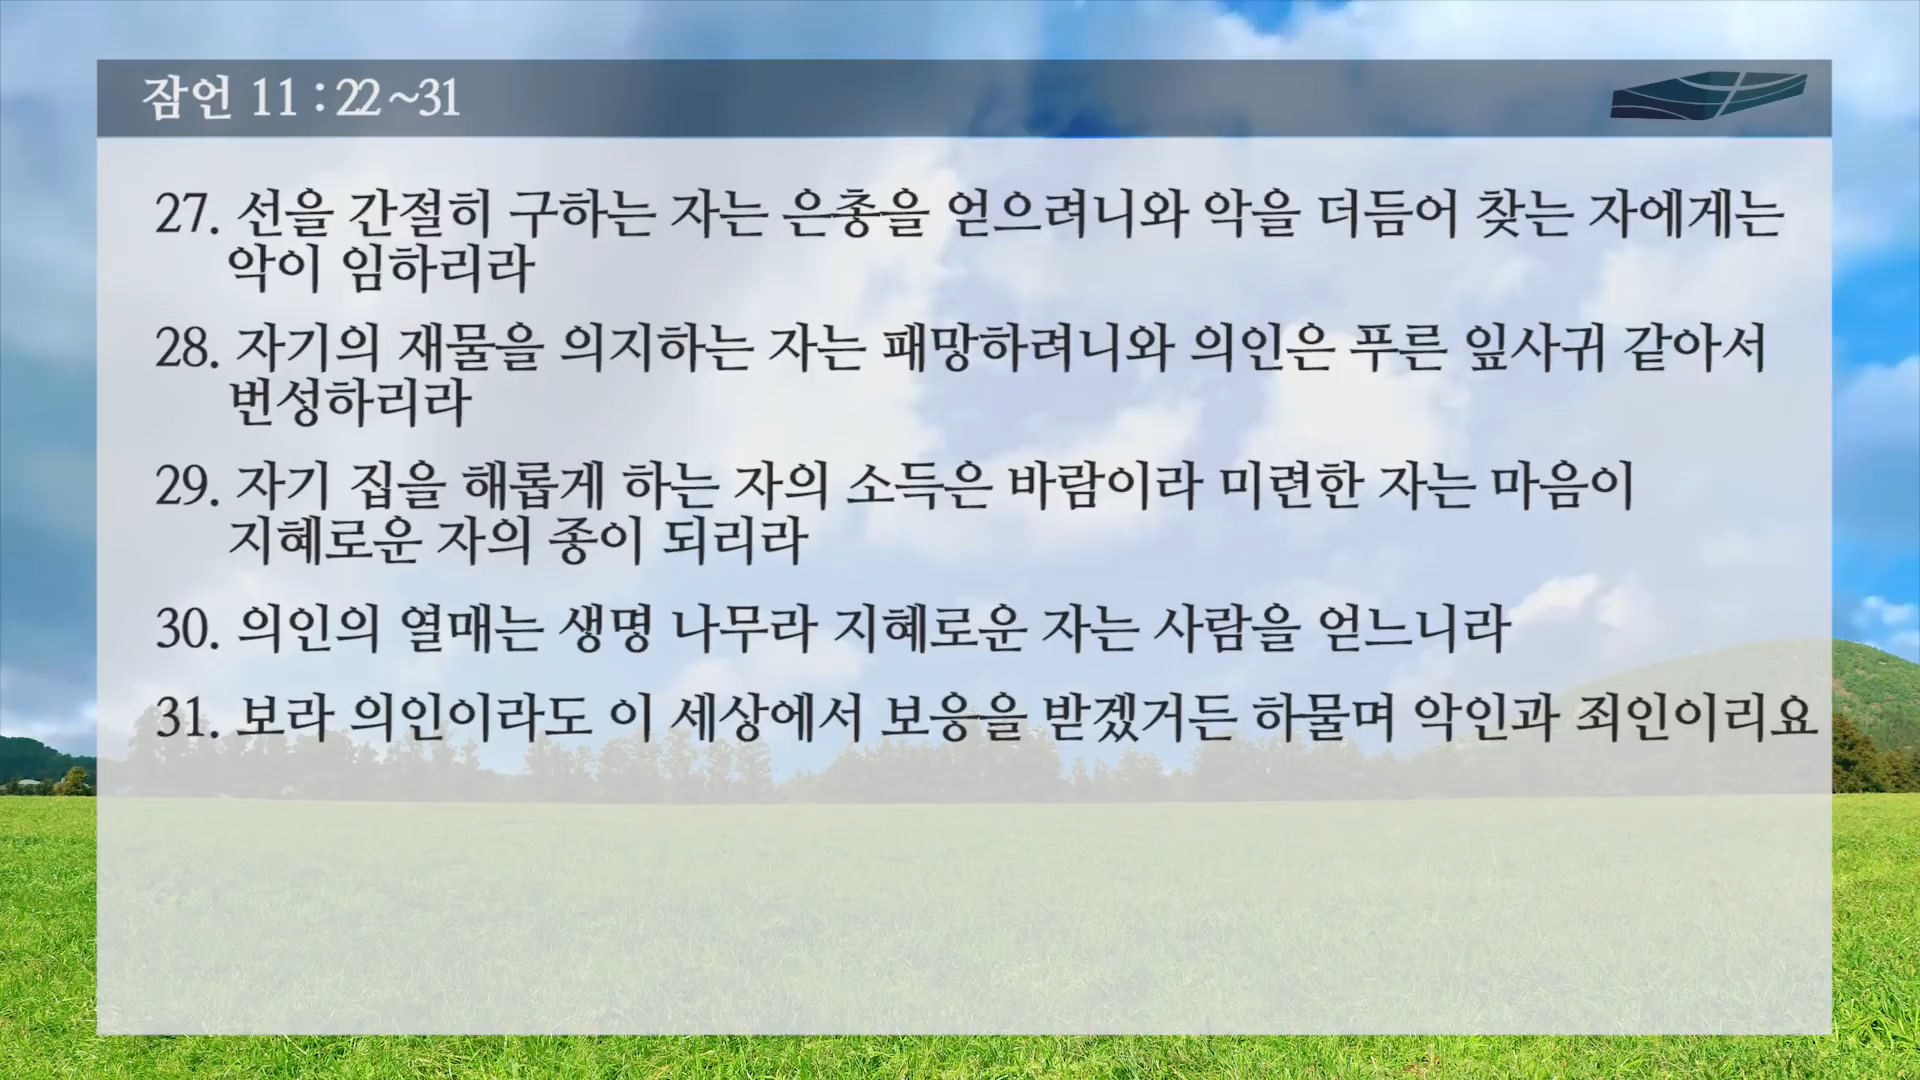 잠언 11 : 22~31
27. 선을 간절히 구하는 자는 은총을 얻으려니와 악을 더듬어 찾는 자에게는
악이 임하리라
28. 자기의 재물을 의지하는 자는 패망하려니와 의인은 푸른 잎사귀 같아서
번성하리라
29. 자기 집을 해롭게 하는 자의 소득은 바람이라 미련한 자는 마음이
지혜로운 자의 종이 되리라
30. 의인의 열매는 생명 나무라 지혜로운 자는 사람을 얻느니라
31. 보라 의인이라도 이 세상에서 보응을 받겠거든 하물며 악인과 죄인이리요